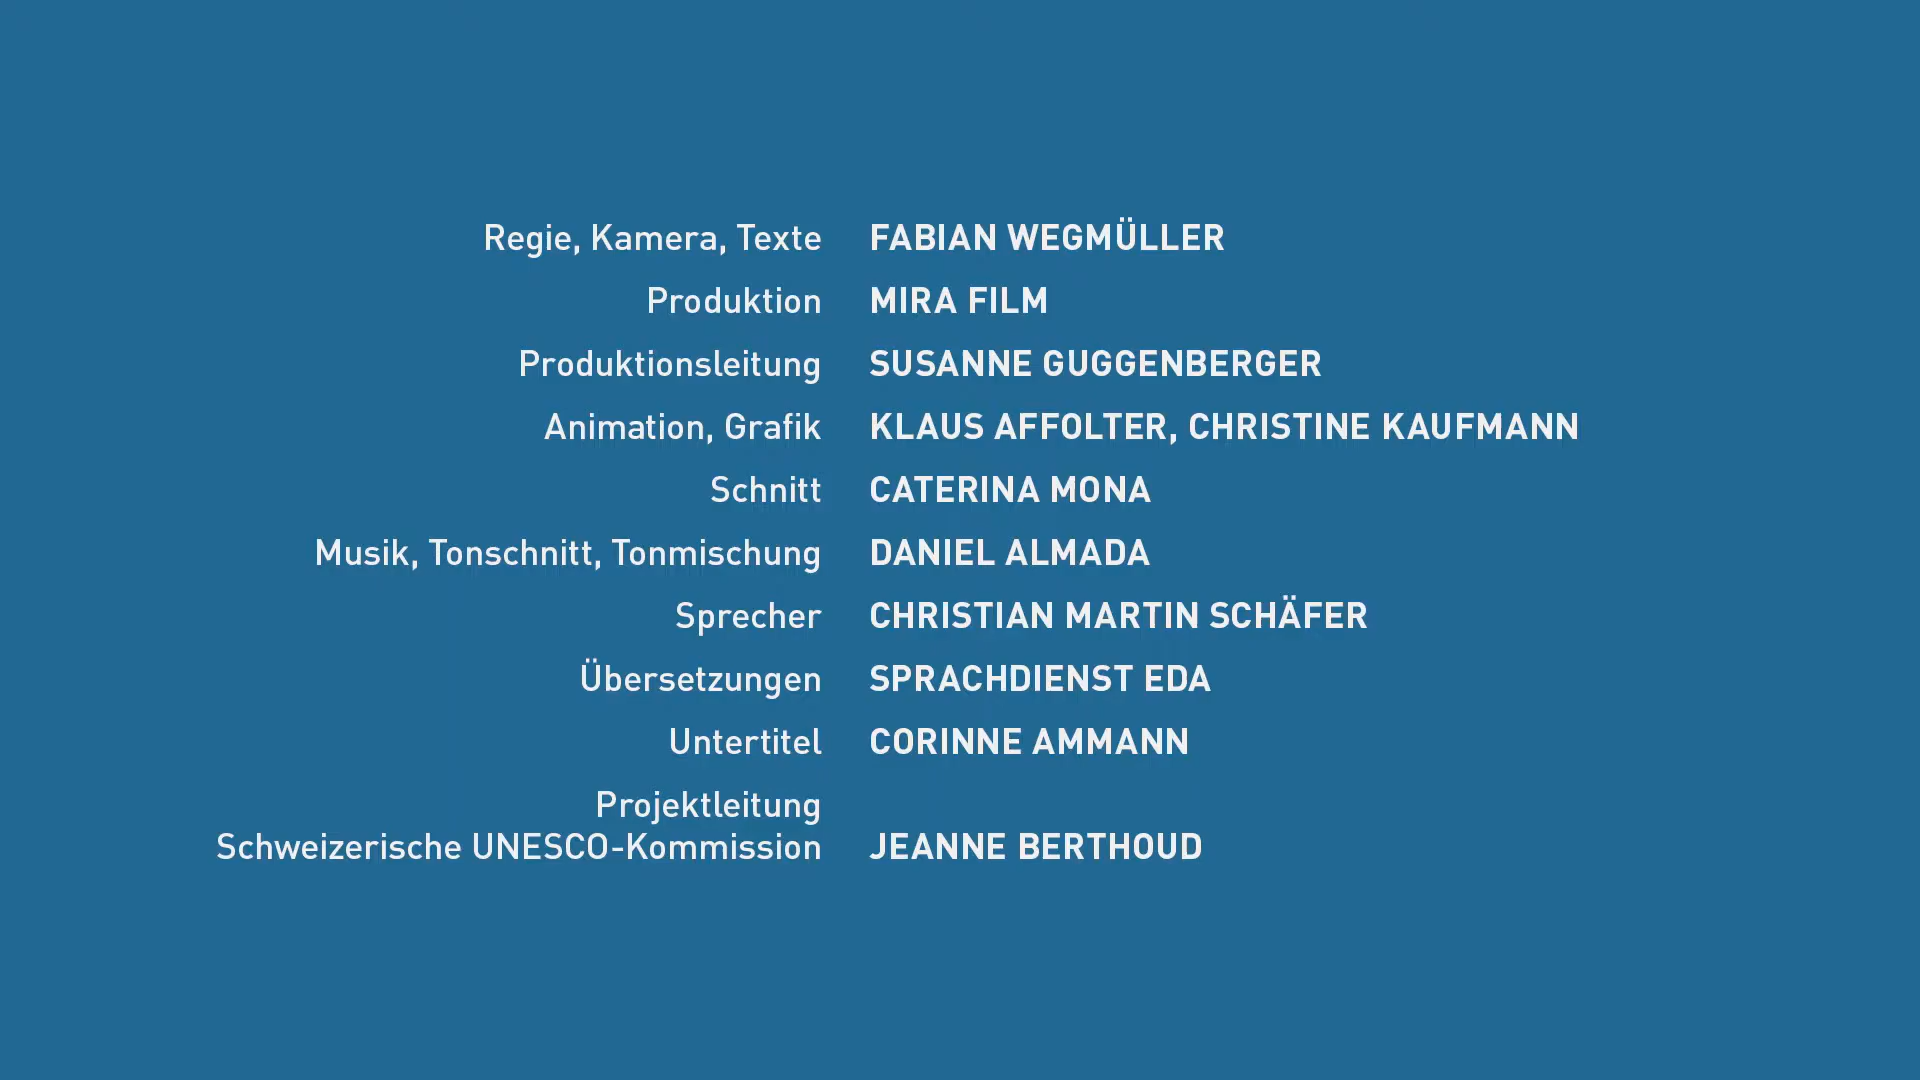 Regie, Kamera, Texte FABIAN WEGMÜLLER
Produktion MIRA FILM
Produktionsleitung SUSANNE GUGGENBERGER
Animation, Grafik KLAUS AFFOLTER, CHRISTINE KAUFMANN
Schnitt CATERINA MONA
Musik, Tonschnitt, Tonmischung DANIEL ALMADA
Sprecher CHRISTIAN MARTIN SCHÄFER
Übersetzungen SPRACHDIENST EDA
Untertitel CORINNE AMMANN
Projektleitung
Schweizerische UNESCO-Kommission JEANNE BERTHOUD